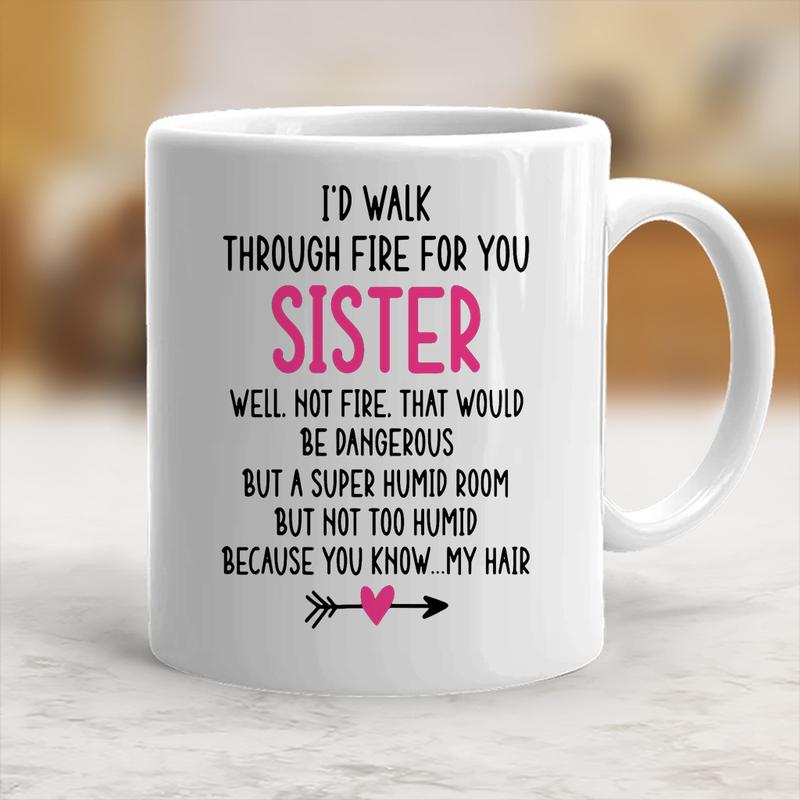 I'D WALK
THROUGH FIRE FOR YOU
SISTER
WELL. NOT FIRE. THAT WOULD
BE DANGEROUS
BUT A SUPER HUMID ROOM
BUT NOT TOO HUMID
BECAUSE YOU KNOW...MY HAIR